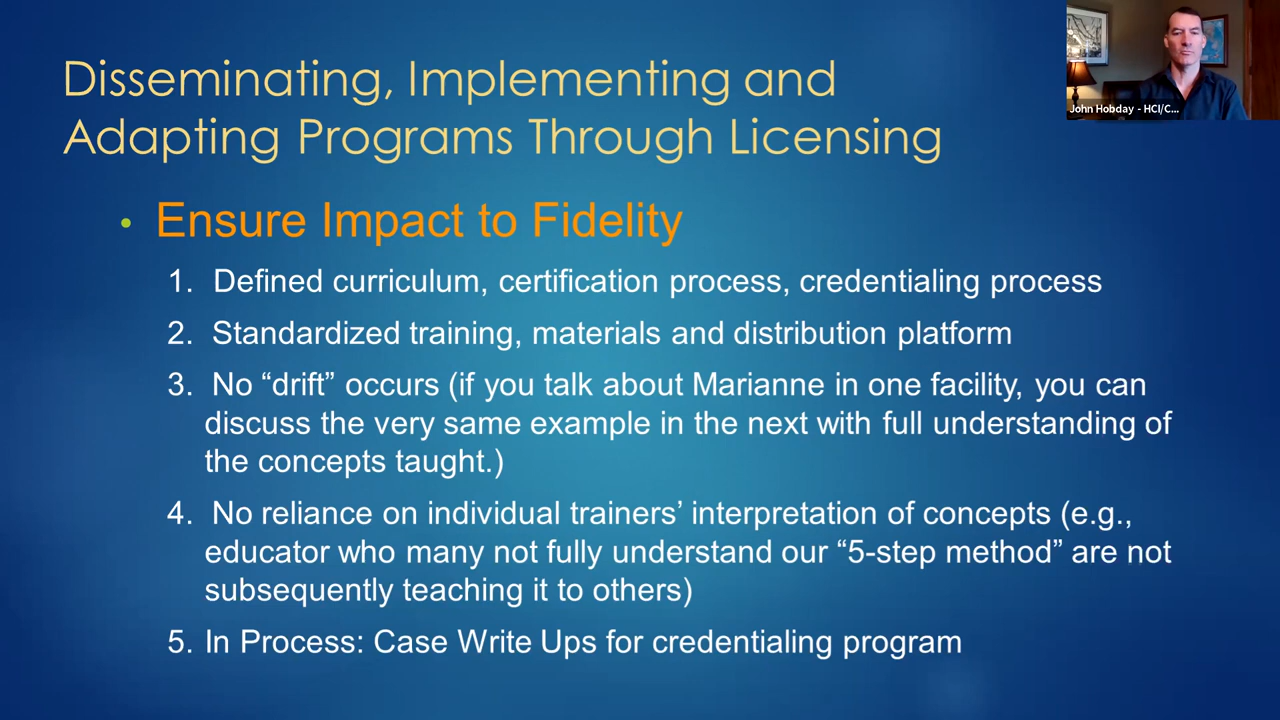 Disseminating, Implementing and
Adapting Programs Through Licensing
John Hobday - HCI/C...
• Ensure Impact to Fidelity
1. Defined curriculum, certification process, credentialing process
2. Standardized training, materials and distribution platform
3. No “drift” occurs (if you talk about Marianne in one facility, you can
discuss the very same example in the next with full understanding of
the concepts taught.)
4. No reliance on individual trainers’ interpretation of concepts (e.g.,
educator who many not fully understand our “5-step method” are not
subsequently teaching it to others)
5. In Process: Case Write Ups for credentialing program